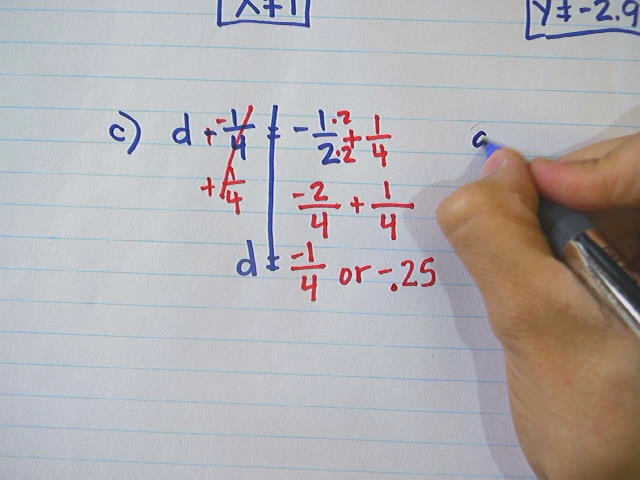 x = 1
y = -2.9
c) d + -1/4 = -1/2 ·2/·2 + 1/4
+ 1/4
-2/4 + 1/4
d = -1/4 or -.25